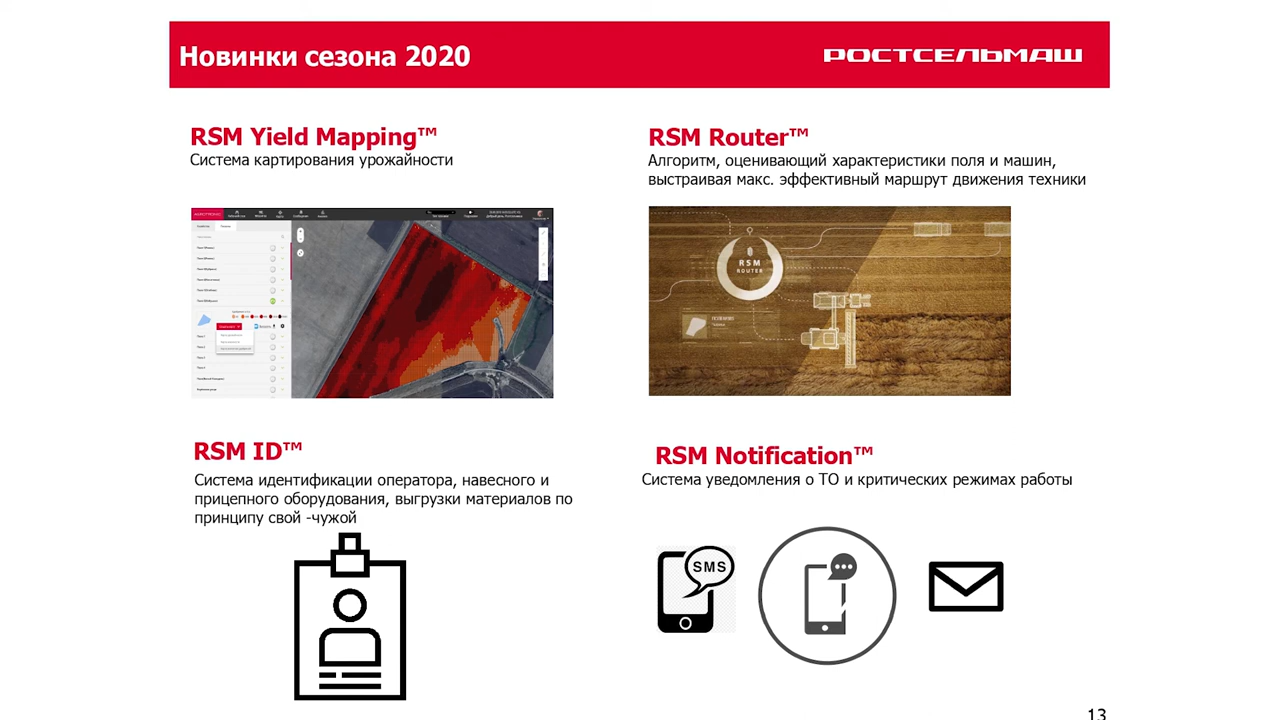 Новинки сезона 2020
РОСТСЕЛЬМАШ
RSM Yield Mapping™
Система картирования урожайности
RSM Router™
Алгоритм, оценивающий характеристики поля и машин,
выстраивая макс. эффективный маршрут движения техники
RSM
ROUTER
RSM ID™
Система идентификации оператора, навесного и
прицепного оборудования, выгрузки материалов по
принципу свой -чужой
RSM Notification™
Система уведомления о ТО и критических режимах работы
SMS
13